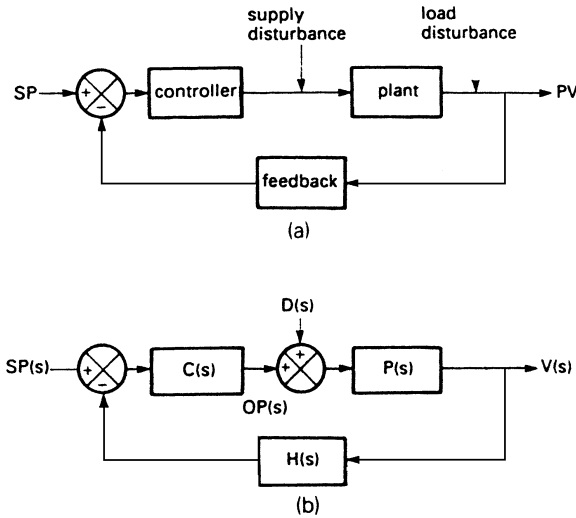 supply
disturbance
load
disturbance
SP
+
−
controller
plant
PV
feedback
(a)
D(s)
SP(s)
+
−
C(s)
OP(s)
+
+
P(s)
V(s)
H(s)
(b)